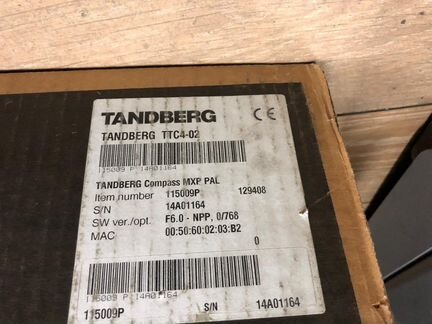 TANDBERG
CE
TANDBERG TTC4-02
115009 P 14A01164
TANDBERG Compass MXP PAL
Item number 115009P 129408
S/N 14A01164
SW ver./opt. F6.0 - NPP, 0/768
MAC 00:50:60:02:03:B2
0
115009 P 14A01164
115009P S/N 14A01164